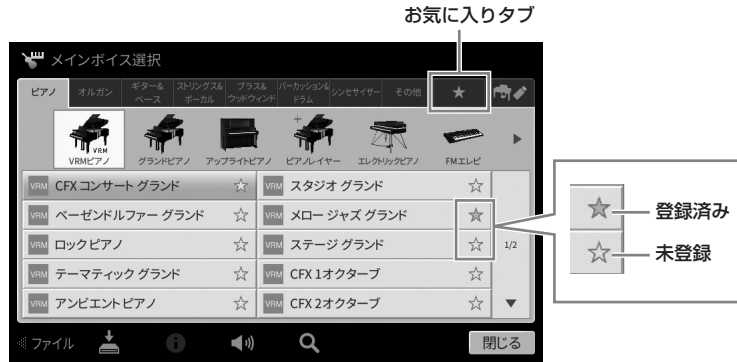 お気に入りタブ
メインボイス選択
ピアノ
オルガン
ギター&
ベース
ストリングス&
ボーカル
ブラス&
ウッドウィンド
パーカッション&
ドラム
シンセサイザー
その他
★
VRM
VRMピアノ
グランドピアノ
アップライトピアノ
+
ピアノレイヤー
エレクトリックピアノ
FMエレピ
VRM CFX コンサート グランド ☆
VRM スタジオ グランド ☆
VRM ベーゼンドルファー グランド ☆
VRM メロー ジャズ グランド ★
VRM ロック ピアノ ☆
VRM ステージ グランド ☆
1/2
VRM テーマティック グランド ☆
VRM CFX 1オクターブ ☆
VRM アンビエント ピアノ ☆
VRM CFX 2オクターブ ☆
登録済み
未登録
ファイル
閉じる